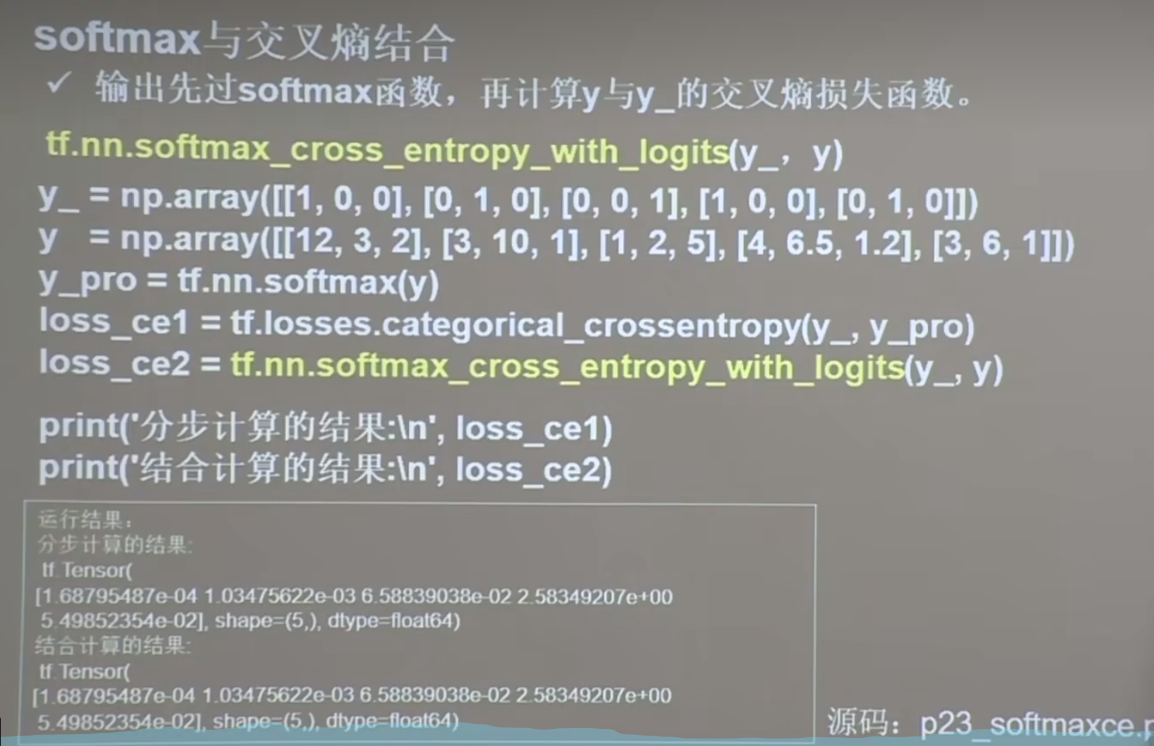 softmax与交叉熵结合
✓ 输出先过softmax函数，再计算y与y_的交叉熵损失函数。
tf.nn.softmax_cross_entropy_with_logits(y_，y)
y_ = np.array([[1, 0, 0], [0, 1, 0], [0, 0, 1], [1, 0, 0], [0, 1, 0]])
y = np.array([[12, 3, 2], [3, 10, 1], [1, 2, 5], [4, 6.5, 1.2], [3, 6, 1]])
y_pro = tf.nn.softmax(y)
loss_ce1 = tf.losses.categorical_crossentropy(y_, y_pro)
loss_ce2 = tf.nn.softmax_cross_entropy_with_logits(y_, y)
print('分步计算的结果:\n', loss_ce1)
print('结合计算的结果:\n', loss_ce2)
运行结果：
分步计算的结果:
tf.Tensor(
[1.68795487e-04 1.03475622e-03 6.58839038e-02 2.58349207e+00
5.49852354e-02], shape=(5,), dtype=float64)
结合计算的结果:
tf.Tensor(
[1.68795487e-04 1.03475622e-03 6.58839038e-02 2.58349207e+00
5.49852354e-02], shape=(5,), dtype=float64)
源码：p23_softmaxce.p